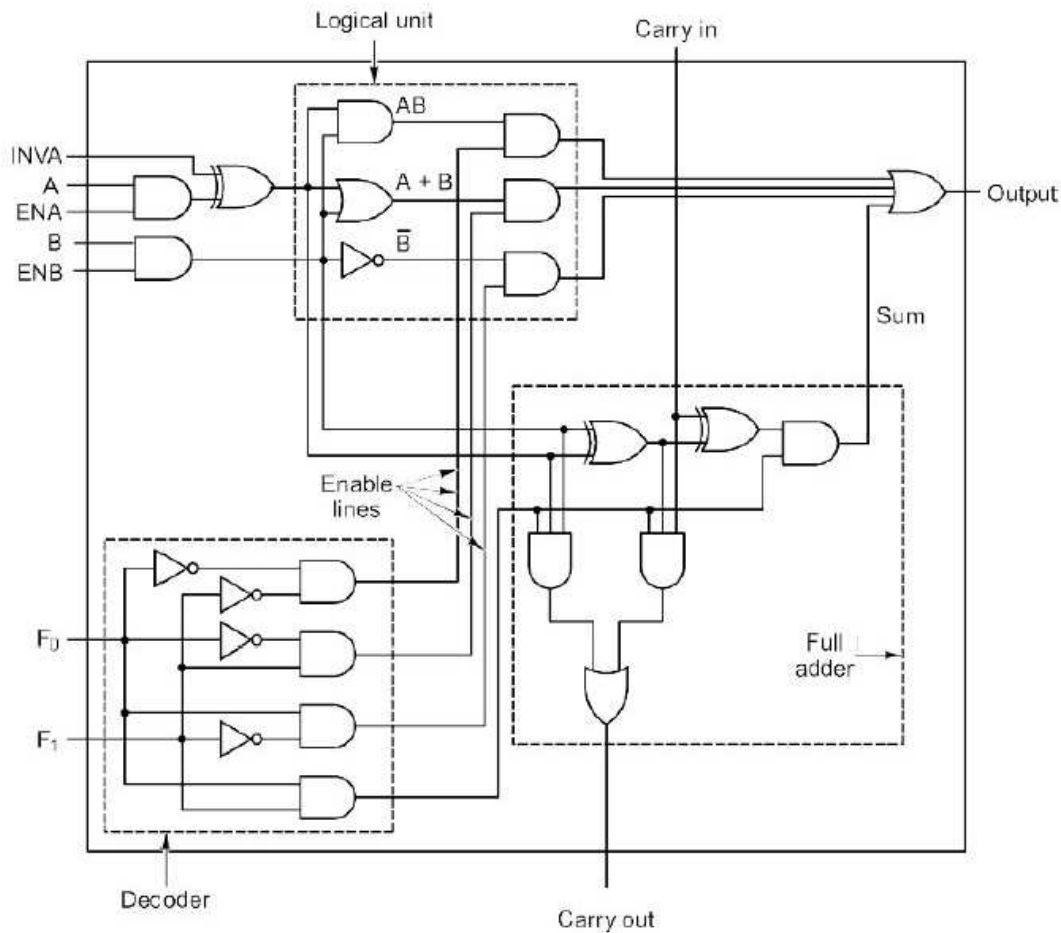 Logical unit
Carry in
AB
INVA
A
A + B
Output
ENA
B
B̅
ENB
Sum
Enable
lines
F₀
Full
adder
F₁
Decoder
Carry out